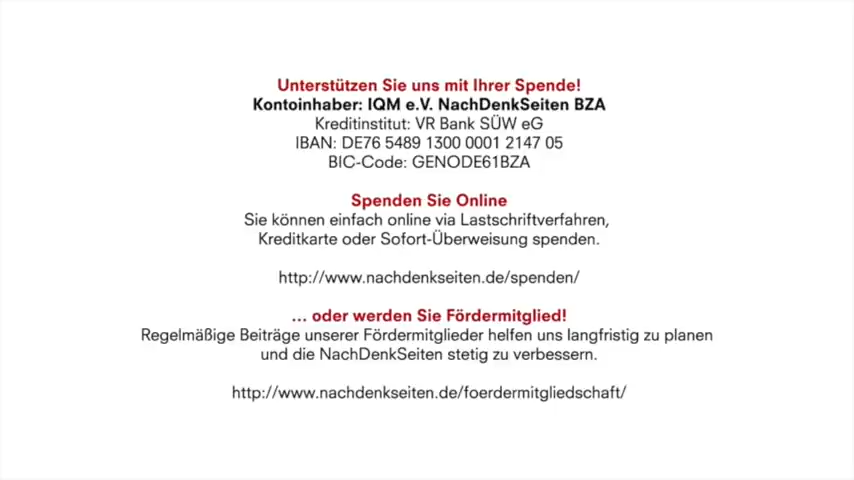 Unterstützen Sie uns mit Ihrer Spende!
Kontoinhaber: IQM e.V. NachDenkSeiten BZA
Kreditinstitut: VR Bank SÜW eG
IBAN: DE76 5489 1300 0001 2147 05
BIC-Code: GENODE61BZA
Spenden Sie Online
Sie können einfach online via Lastschriftverfahren,
Kreditkarte oder Sofort-Überweisung spenden.
http://www.nachdenkseiten.de/spenden/
... oder werden Sie Fördermitglied!
Regelmäßige Beiträge unserer Fördermitglieder helfen uns langfristig zu planen
und die NachDenkSeiten stetig zu verbessern.
http://www.nachdenkseiten.de/foerdermitgliedschaft/